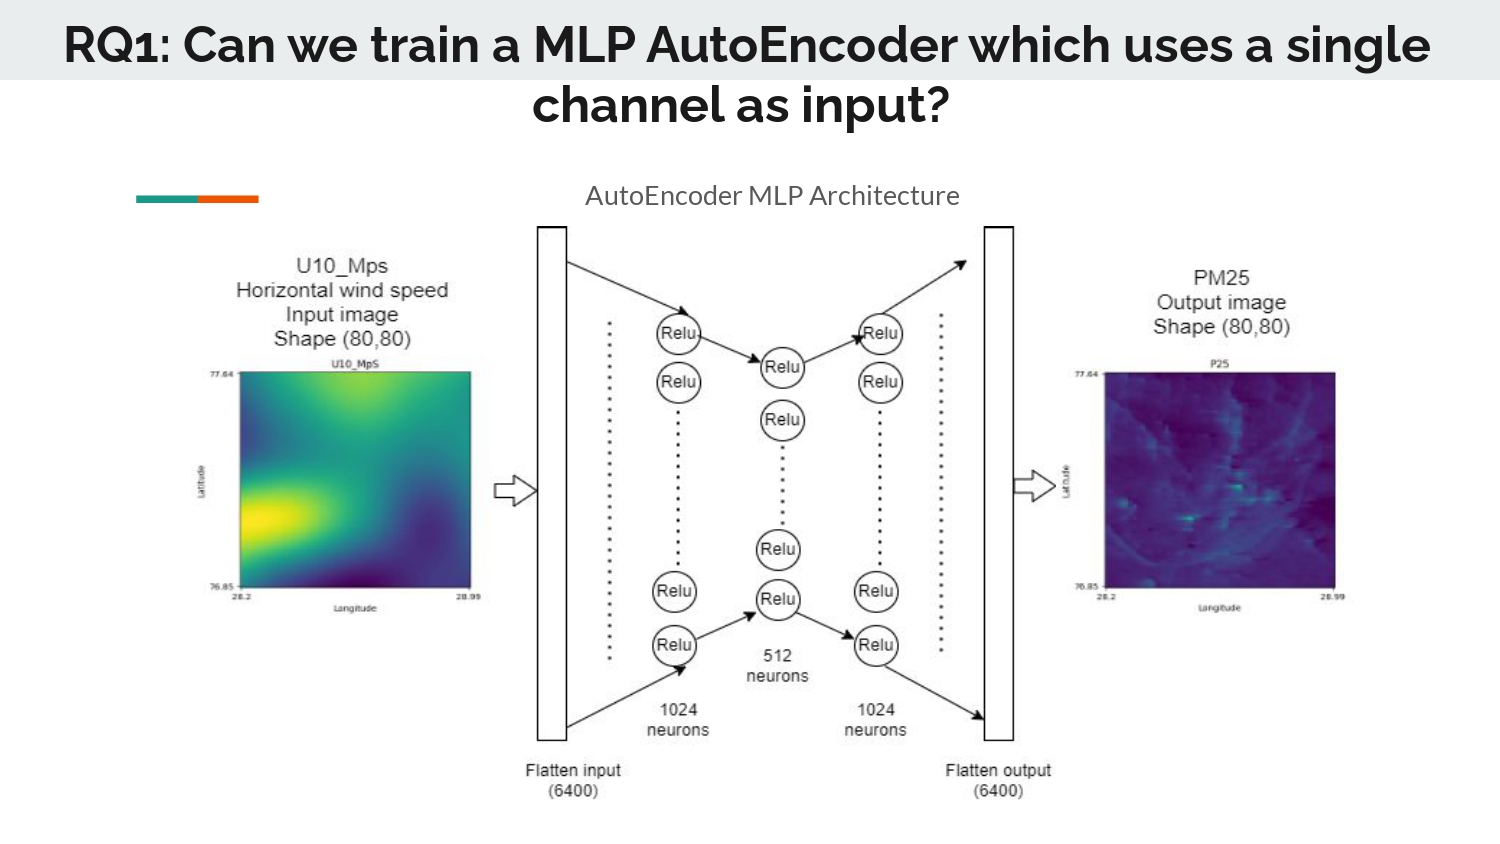 RQ1: Can we train a MLP AutoEncoder which uses a single
channel as input?
AutoEncoder MLP Architecture
U10_Mps
Horizontal wind speed
Input image
Shape (80,80)
U10_MpS
77.64
Latitude
76.85
28.2
28.99
Longitude
Relu
Relu
Relu
Relu
1024
neurons
Relu
Relu
Relu
Relu
512
neurons
Relu
Relu
Relu
Relu
1024
neurons
Flatten input
(6400)
Flatten output
(6400)
PM25
Output image
Shape (80,80)
P25
77.64
Latitude
76.85
28.2
28.99
Longitude